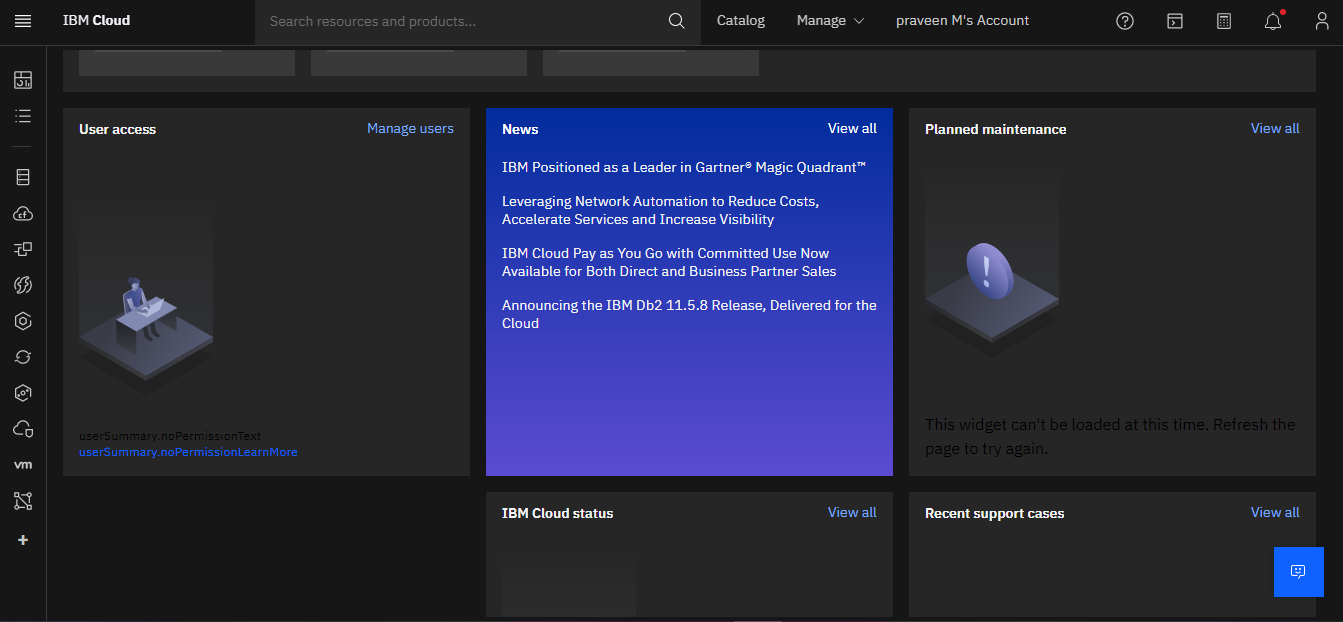 IBM Cloud
Search resources and products...
Catalog
Manage
praveen M's Account
User access
Manage users
userSummary.noPermissionText
userSummary.noPermissionLearnMore
News
View all
IBM Positioned as a Leader in Gartner® Magic Quadrant™
Leveraging Network Automation to Reduce Costs,
Accelerate Services and Increase Visibility
IBM Cloud Pay as You Go with Committed Use Now
Available for Both Direct and Business Partner Sales
Announcing the IBM Db2 11.5.8 Release, Delivered for the
Cloud
Planned maintenance
View all
This widget can't be loaded at this time. Refresh the
page to try again.
IBM Cloud status
View all
Recent support cases
View all
cf
vm